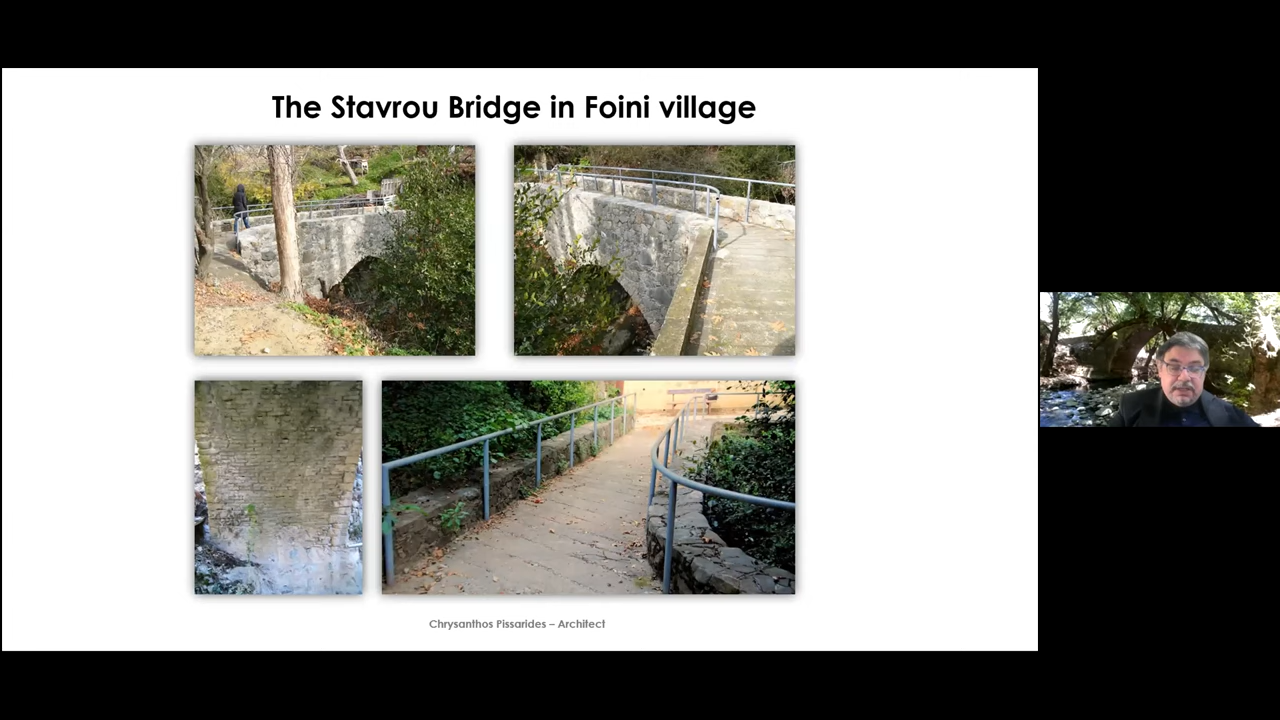 The Stavrou Bridge in Foini village
Chrysanthos Pissarides – Architect